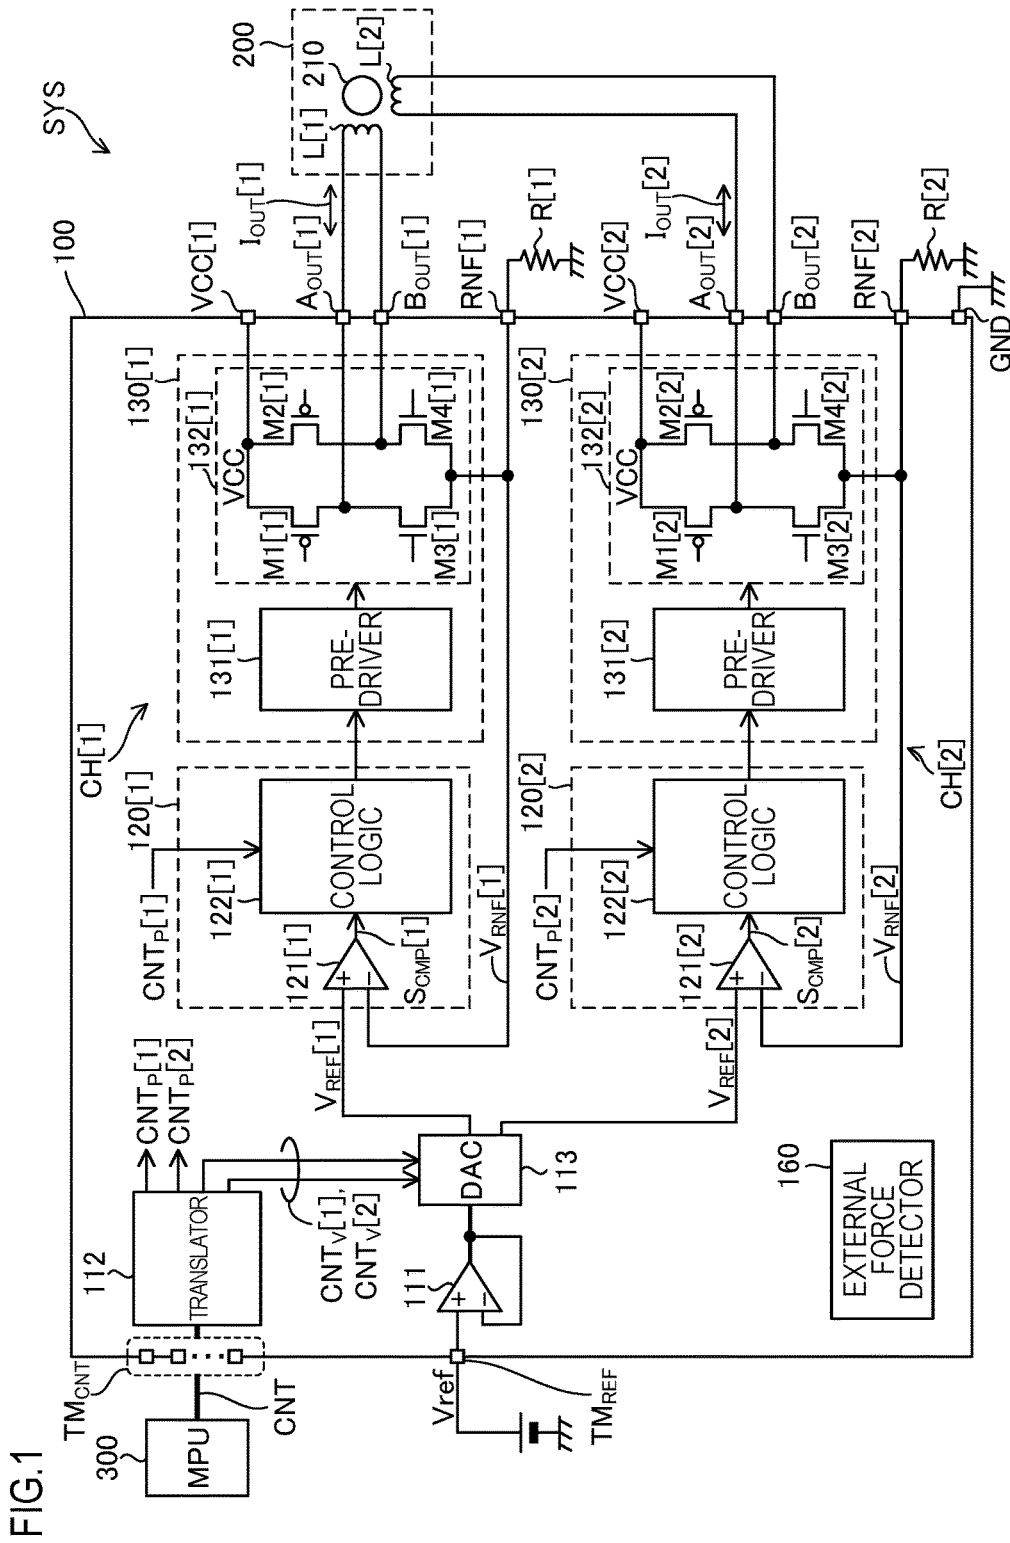 FIG.1
SYS
100
200
210
L[1]
L[2]
IOUT[1]
VCC[1]
AOUT[1]
BOUT[1]
RNF[1]
R[1]
IOUT[2]
VCC[2]
AOUT[2]
BOUT[2]
RNF[2]
R[2]
GND
CH[1]
130[1]
132[1]
VCC
M1[1]
M2[1]
M3[1]
M4[1]
131[1]
PRE-
DRIVER
120[1]
CNTP[1]
122[1]
CONTROL
LOGIC
121[1]
+
−
SCMP[1]
VRNF[1]
VREF[1]
CH[2]
130[2]
132[2]
VCC
M1[2]
M2[2]
M3[2]
M4[2]
131[2]
PRE-
DRIVER
120[2]
CNTP[2]
122[2]
CONTROL
LOGIC
121[2]
+
−
SCMP[2]
VRNF[2]
VREF[2]
CNTP[1]
CNTP[2]
112
TRANSLATOR
CNTV[1],
CNTV[2]
DAC
113
111
+
−
160
EXTERNAL
FORCE
DETECTOR
TMCNT
CNT
300
MPU
Vref
TMREF